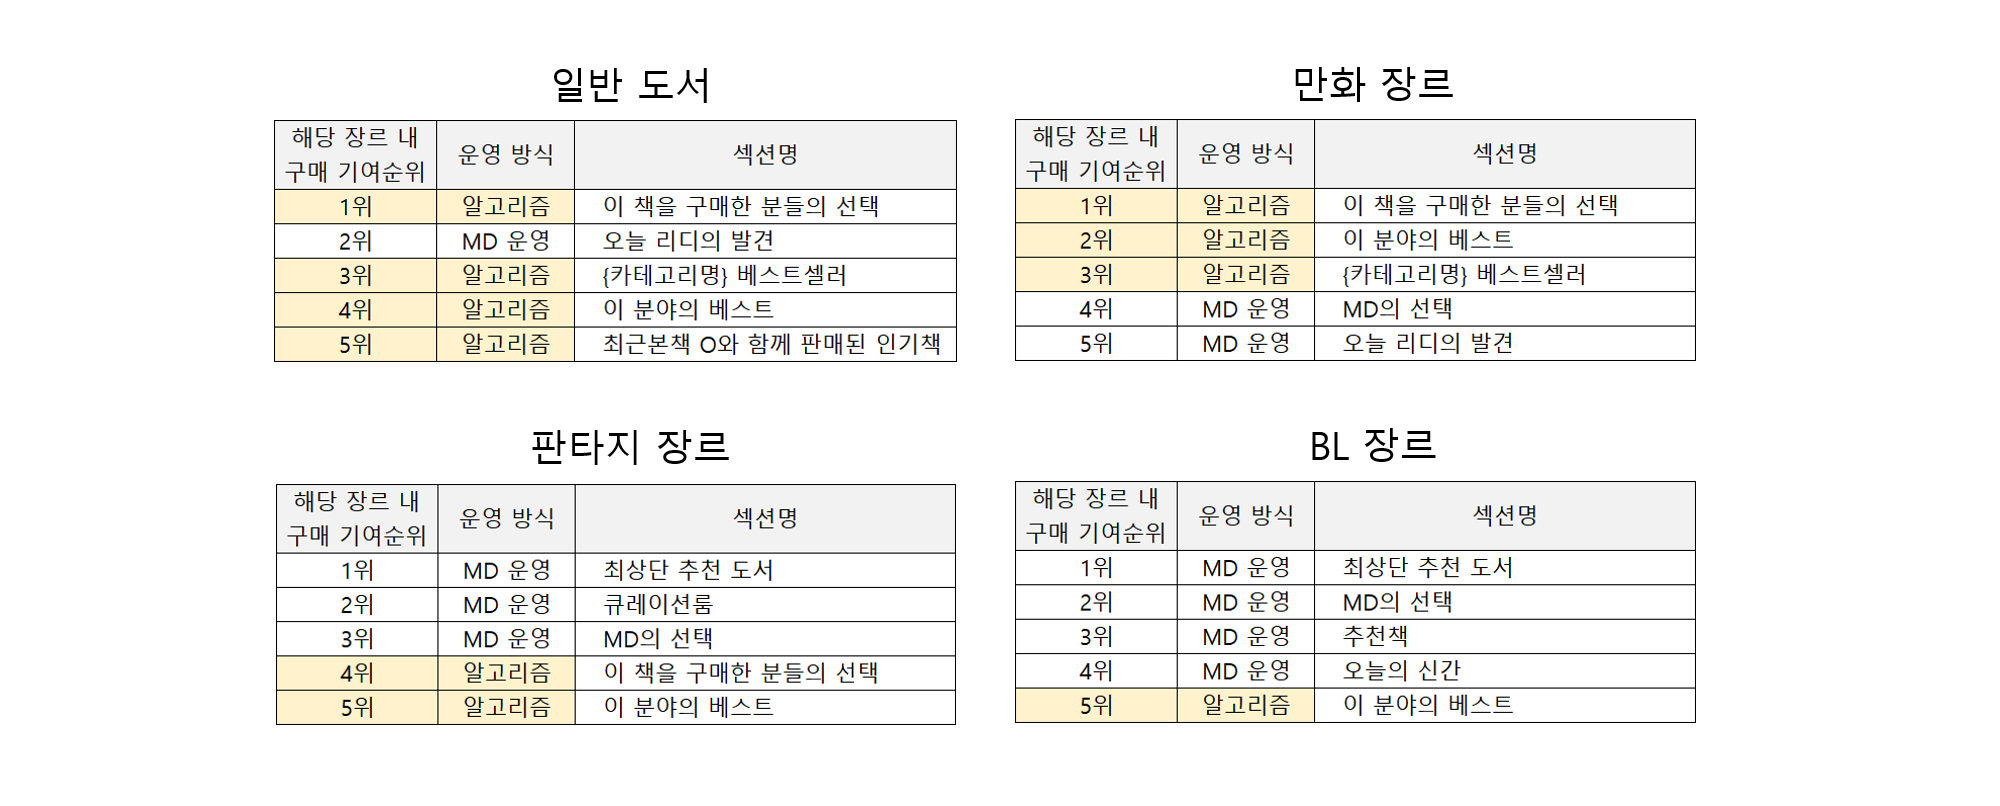 일반 도서
해당 장르 내
구매 기여순위 운영 방식 섹션명
1위 알고리즘 이 책을 구매한 분들의 선택
2위 MD 운영 오늘 리디의 발견
3위 알고리즘 {카테고리명} 베스트셀러
4위 알고리즘 이 분야의 베스트
5위 알고리즘 최근본책 O와 함께 판매된 인기책
만화 장르
해당 장르 내
구매 기여순위 운영 방식 섹션명
1위 알고리즘 이 책을 구매한 분들의 선택
2위 알고리즘 이 분야의 베스트
3위 알고리즘 {카테고리명} 베스트셀러
4위 MD 운영 MD의 선택
5위 MD 운영 오늘 리디의 발견
판타지 장르
해당 장르 내
구매 기여순위 운영 방식 섹션명
1위 MD 운영 최상단 추천 도서
2위 MD 운영 큐레이션룸
3위 MD 운영 MD의 선택
4위 알고리즘 이 책을 구매한 분들의 선택
5위 알고리즘 이 분야의 베스트
BL 장르
해당 장르 내
구매 기여순위 운영 방식 섹션명
1위 MD 운영 최상단 추천 도서
2위 MD 운영 MD의 선택
3위 MD 운영 추천책
4위 MD 운영 오늘의 신간
5위 알고리즘 이 분야의 베스트